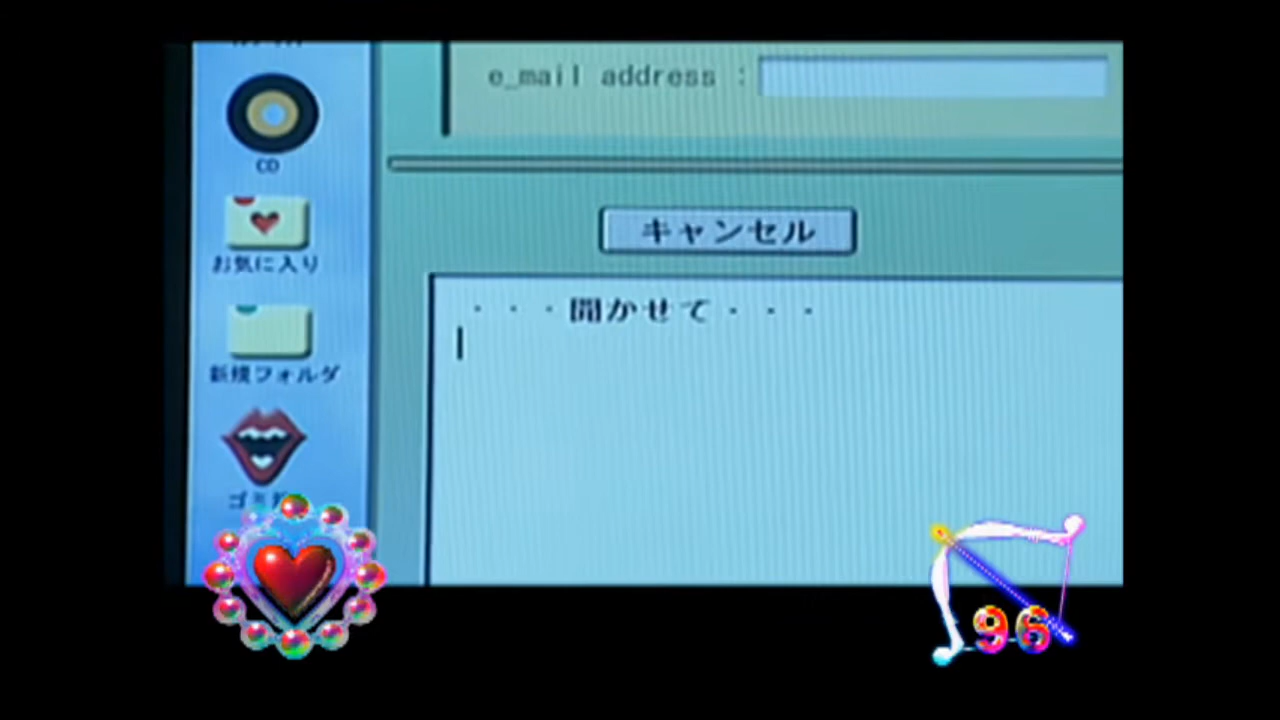 e_mail address :
CD
キャンセル
お気に入り
・・・聞かせて・・・
新規フォルダ
96